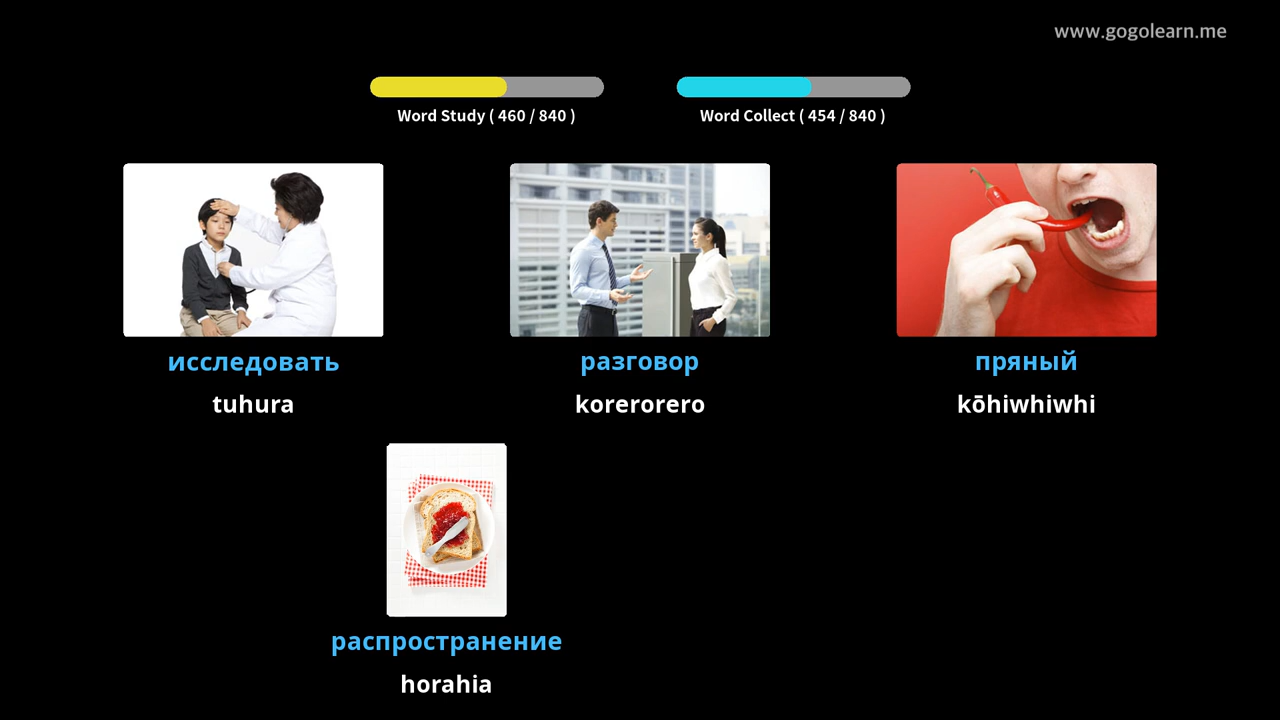 www.gogolearn.me
Word Study ( 460 / 840 )
Word Collect ( 454 / 840 )
исследовать
tuhura
разговор
korerorero
пряный
kōhiwhiwhi
распространение
horahia